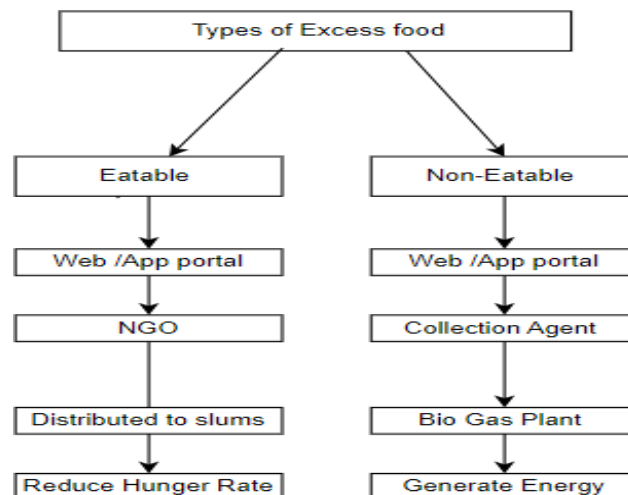 Types of Excess food
Eatable
Non-Eatable
Web /App portal
Web /App portal
NGO
Collection Agent
Distributed to slums
Bio Gas Plant
Reduce Hunger Rate
Generate Energy